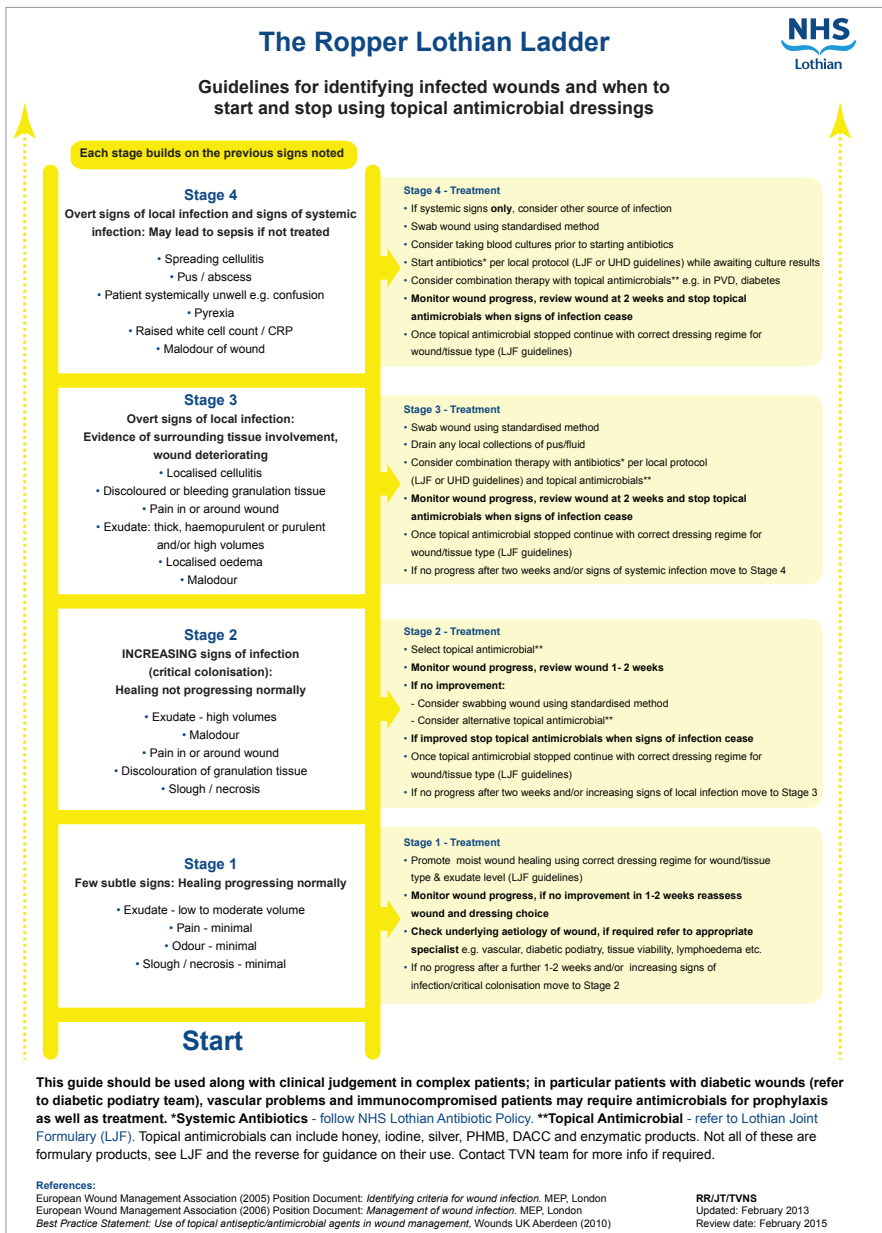 The Ropper Lothian Ladder
NHS
Lothian
Guidelines for identifying infected wounds and when to
start and stop using topical antimicrobial dressings
Each stage builds on the previous signs noted
Stage 4
Overt signs of local infection and signs of systemic
infection: May lead to sepsis if not treated
• Spreading cellulitis
• Pus / abscess
• Patient systemically unwell e.g. confusion
• Pyrexia
• Raised white cell count / CRP
• Malodour of wound
Stage 4 - Treatment
• If systemic signs only, consider other source of infection
• Swab wound using standardised method
• Consider taking blood cultures prior to starting antibiotics
• Start antibiotics* per local protocol (LJF or UHD guidelines) while awaiting culture results
• Consider combination therapy with topical antimicrobials** e.g. in PVD, diabetes
• Monitor wound progress, review wound at 2 weeks and stop topical
antimicrobials when signs of infection cease
• Once topical antimicrobial stopped continue with correct dressing regime for
wound/tissue type (LJF guidelines)
Stage 3
Overt signs of local infection:
Evidence of surrounding tissue involvement,
wound deteriorating
• Localised cellulitis
• Discoloured or bleeding granulation tissue
• Pain in or around wound
• Exudate: thick, haemopurulent or purulent
and/or high volumes
• Localised oedema
• Malodour
Stage 3 - Treatment
• Swab wound using standardised method
• Drain any local collections of pus/fluid
• Consider combination therapy with antibiotics* per local protocol
(LJF or UHD guidelines) and topical antimicrobials**
• Monitor wound progress, review wound at 2 weeks and stop topical
antimicrobials when signs of infection cease
• Once topical antimicrobial stopped continue with correct dressing regime for
wound/tissue type (LJF guidelines)
• If no progress after two weeks and/or signs of systemic infection move to Stage 4
Stage 2
INCREASING signs of infection
(critical colonisation):
Healing not progressing normally
• Exudate - high volumes
• Malodour
• Pain in or around wound
• Discolouration of granulation tissue
• Slough / necrosis
Stage 2 - Treatment
• Select topical antimicrobial**
• Monitor wound progress, review wound 1- 2 weeks
• If no improvement:
- Consider swabbing wound using standardised method
- Consider alternative topical antimicrobial**
• If improved stop topical antimicrobials when signs of infection cease
• Once topical antimicrobial stopped continue with correct dressing regime for
wound/tissue type (LJF guidelines)
• If no progress after two weeks and/or increasing signs of local infection move to Stage 3
Stage 1
Few subtle signs: Healing progressing normally
• Exudate - low to moderate volume
• Pain - minimal
• Odour - minimal
• Slough / necrosis - minimal
Stage 1 - Treatment
• Promote moist wound healing using correct dressing regime for wound/tissue
type & exudate level (LJF guidelines)
• Monitor wound progress, if no improvement in 1-2 weeks reassess
wound and dressing choice
• Check underlying aetiology of wound, if required refer to appropriate
specialist e.g. vascular, diabetic podiatry, tissue viability, lymphoedema etc.
• If no progress after a further 1-2 weeks and/or increasing signs of
infection/critical colonisation move to Stage 2
Start
This guide should be used along with clinical judgement in complex patients; in particular patients with diabetic wounds (refer
to diabetic podiatry team), vascular problems and immunocompromised patients may require antimicrobials for prophylaxis
as well as treatment. *Systemic Antibiotics - follow NHS Lothian Antibiotic Policy. **Topical Antimicrobial - refer to Lothian Joint
Formulary (LJF). Topical antimicrobials can include honey, iodine, silver, PHMB, DACC and enzymatic products. Not all of these are
formulary products, see LJF and the reverse for guidance on their use. Contact TVN team for more info if required.
References:
European Wound Management Association (2005) Position Document: Identifying criteria for wound infection. MEP, London
European Wound Management Association (2006) Position Document: Management of wound infection. MEP, London
Best Practice Statement: Use of topical antiseptic/antimicrobial agents in wound management, Wounds UK Aberdeen (2010)
RR/JT/TVNS
Updated: February 2013
Review date: February 2015